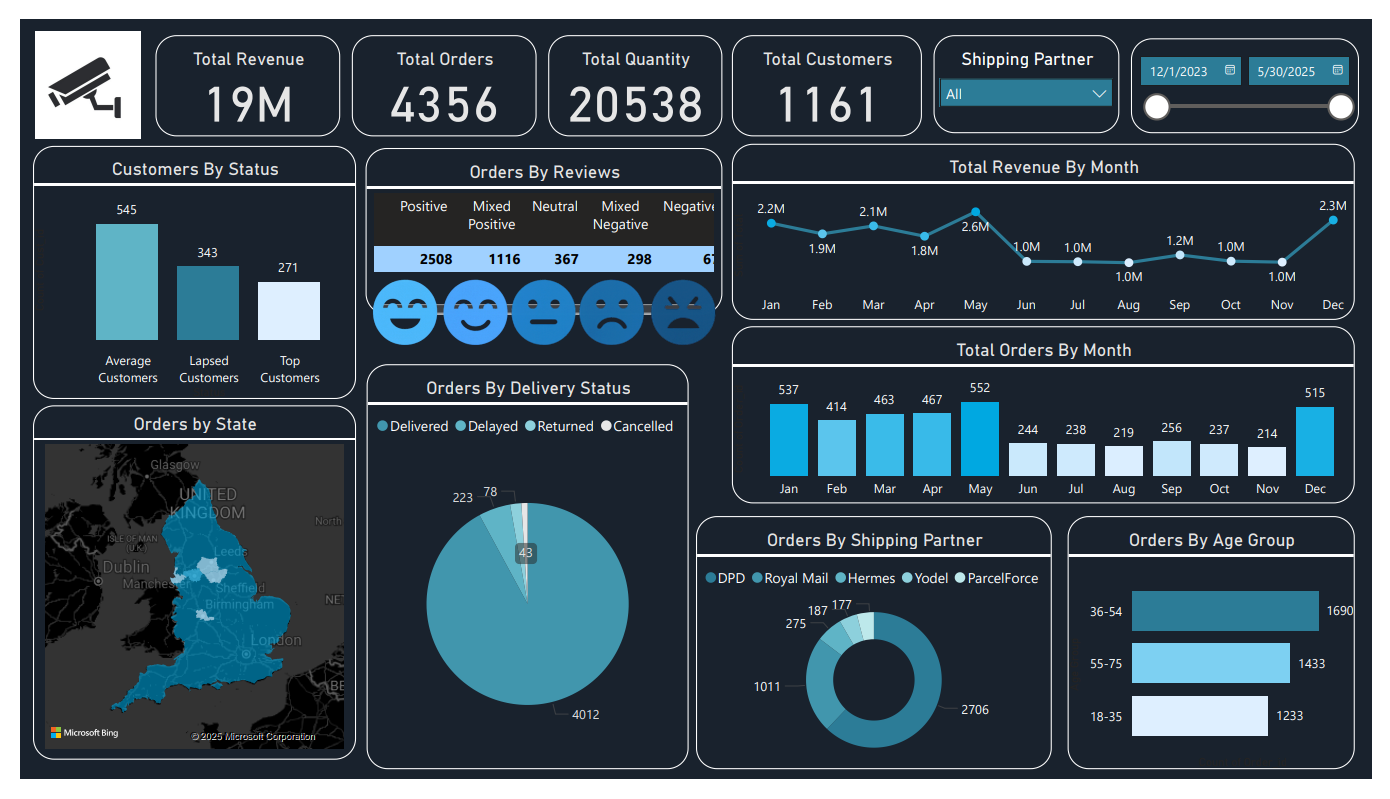 Total Revenue
19M
Total Orders
4356
Total Quantity
20538
Total Customers
1161
Shipping Partner
All
12/1/2023
5/30/2025
Customers By Status
545
343
271
Average
Customers
Lapsed
Customers
Top
Customers
Orders By Reviews
Positive
Mixed
Positive
Neutral
Mixed
Negative
Negative
2508
1116
367
298
Total Revenue By Month
2.2M
1.9M
2.1M
1.8M
2.6M
1.0M
1.0M
1.0M
1.2M
1.0M
1.0M
2.3M
Jan
Feb
Mar
Apr
May
Jun
Jul
Aug
Sep
Oct
Nov
Dec
Total Orders By Month
537
414
463
467
552
244
238
219
256
237
214
515
Jan
Feb
Mar
Apr
May
Jun
Jul
Aug
Sep
Oct
Nov
Dec
Orders by State
Glasgow
UNITED
KINGDOM
North
ISLE OF MAN
(U.K.)
Leeds
Dublin
Manchester
Sheffield
Birmingham
NET
London
BE
Microsoft Bing
© 2025 Microsoft Corporation
Orders By Delivery Status
Delivered
Delayed
Returned
Cancelled
223
78
43
4012
Orders By Shipping Partner
DPD
Royal Mail
Hermes
Yodel
ParcelForce
187
177
275
1011
2706
Orders By Age Group
36-54
1690
55-75
1433
18-35
1233